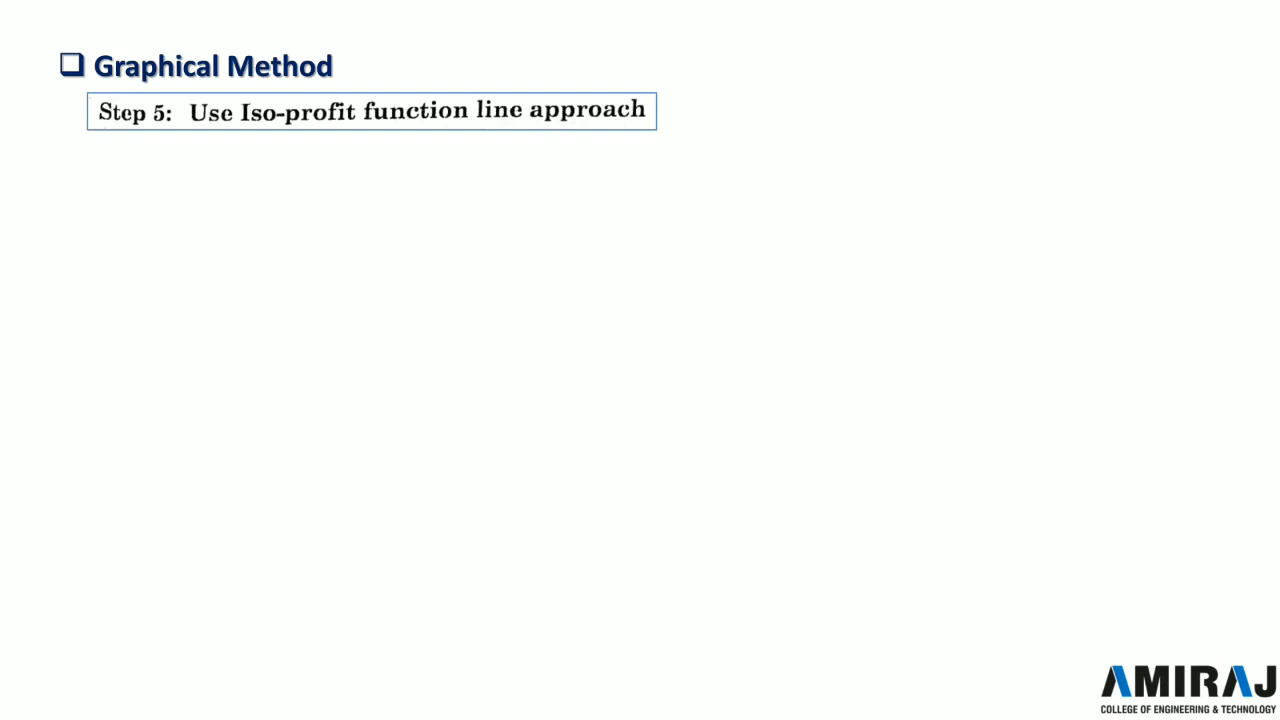 Graphical Method
Step 5: Use Iso-profit function line approach
AMIRAJ
COLLEGE OF ENGINEERING & TECHNOLOGY